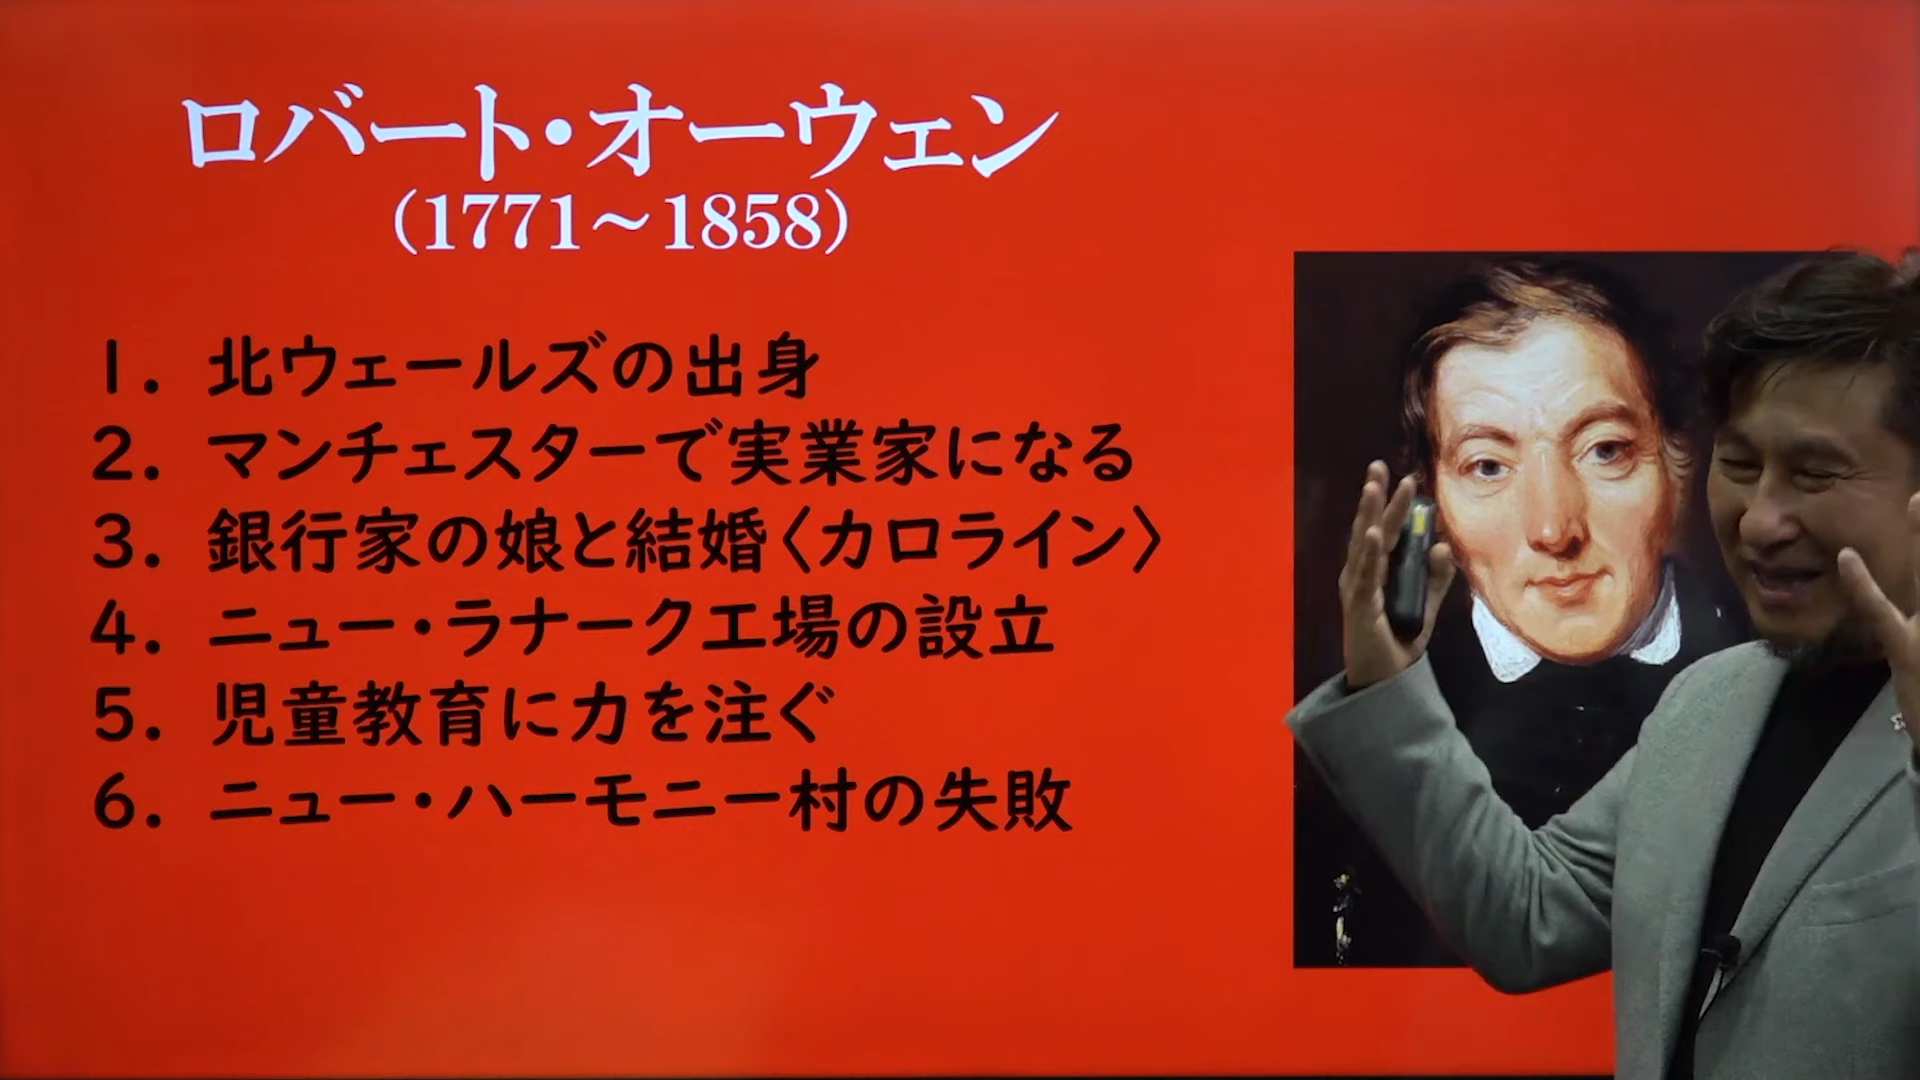 ロバート・オーウェン
(1771～1858)
1. 北ウェールズの出身
2. マンチェスターで実業家になる
3. 銀行家の娘と結婚〈カロライン〉
4. ニュー・ラナーク工場の設立
5. 児童教育に力を注ぐ
6. ニュー・ハーモニー村の失敗